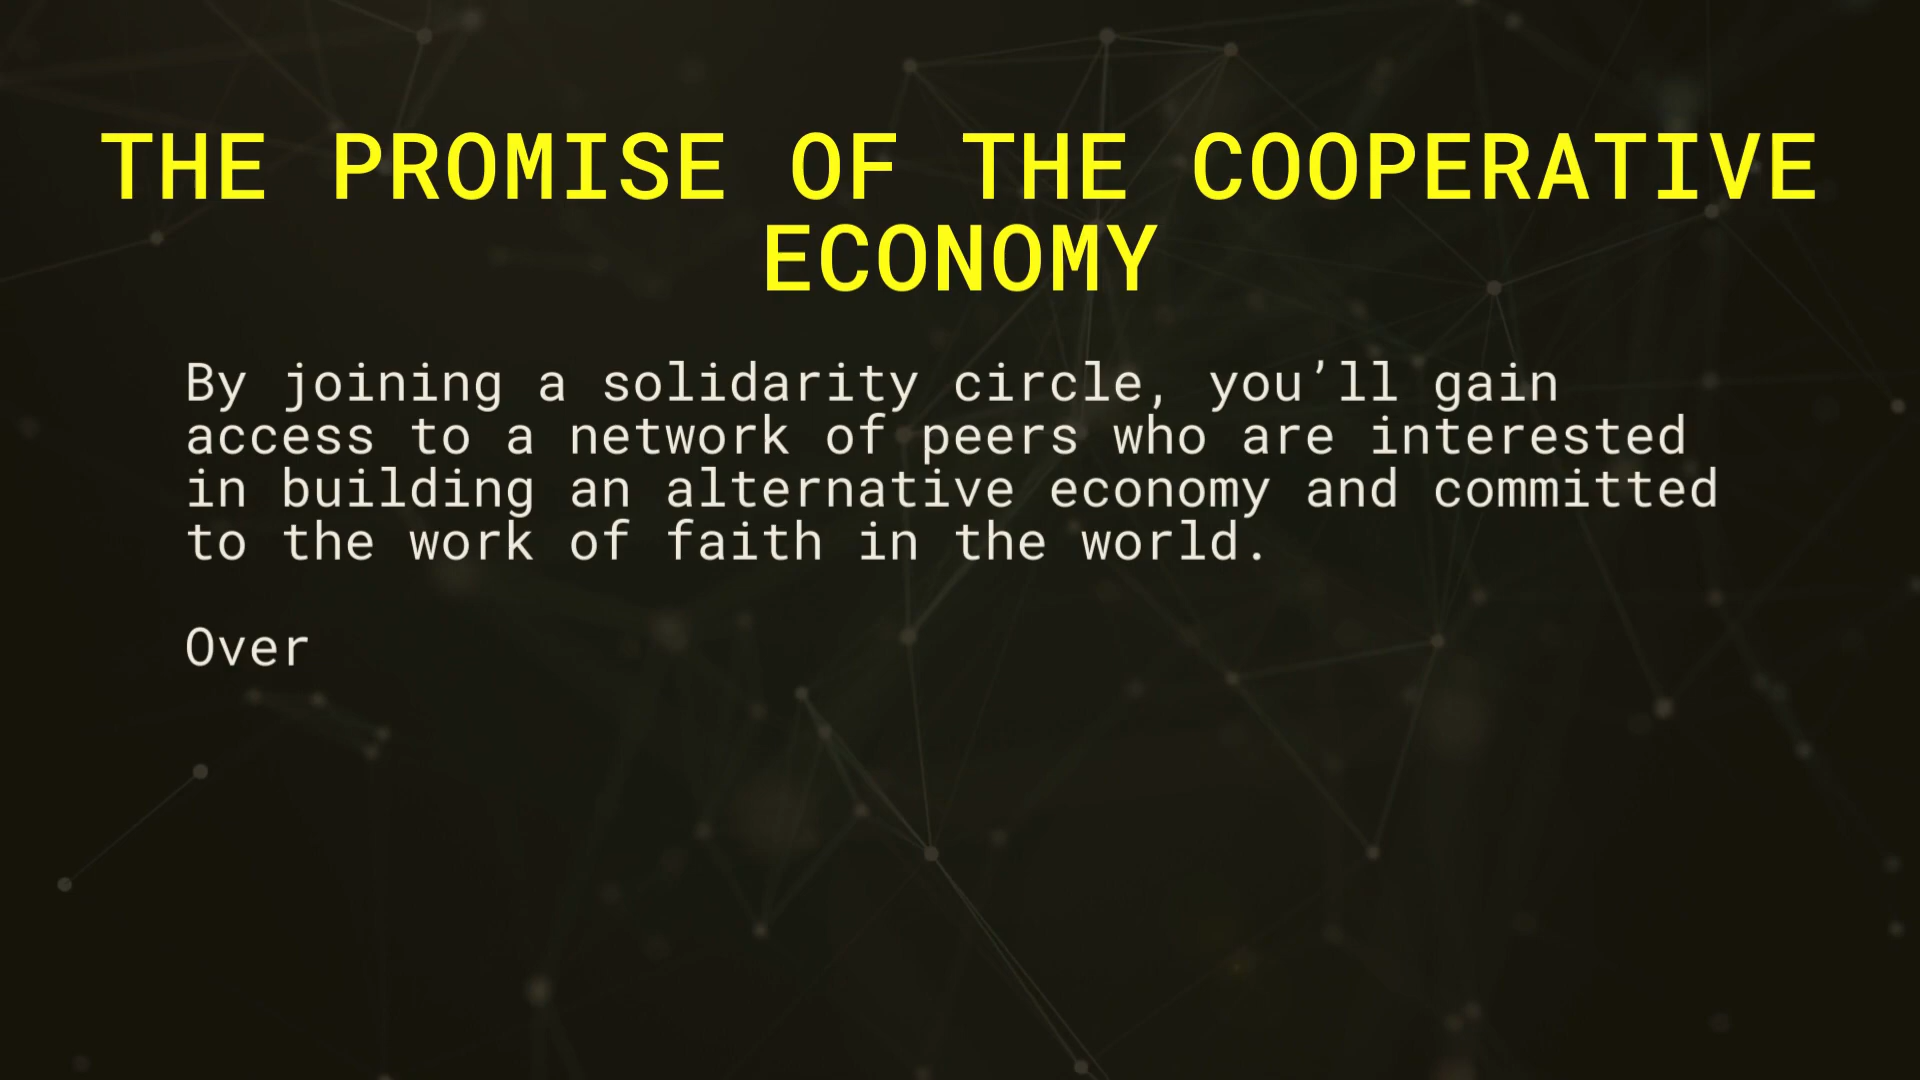 THE PROMISE OF THE COOPERATIVE
ECONOMY
By joining a solidarity circle, you’ll gain
access to a network of peers who are interested
in building an alternative economy and committed
to the work of faith in the world.
Over